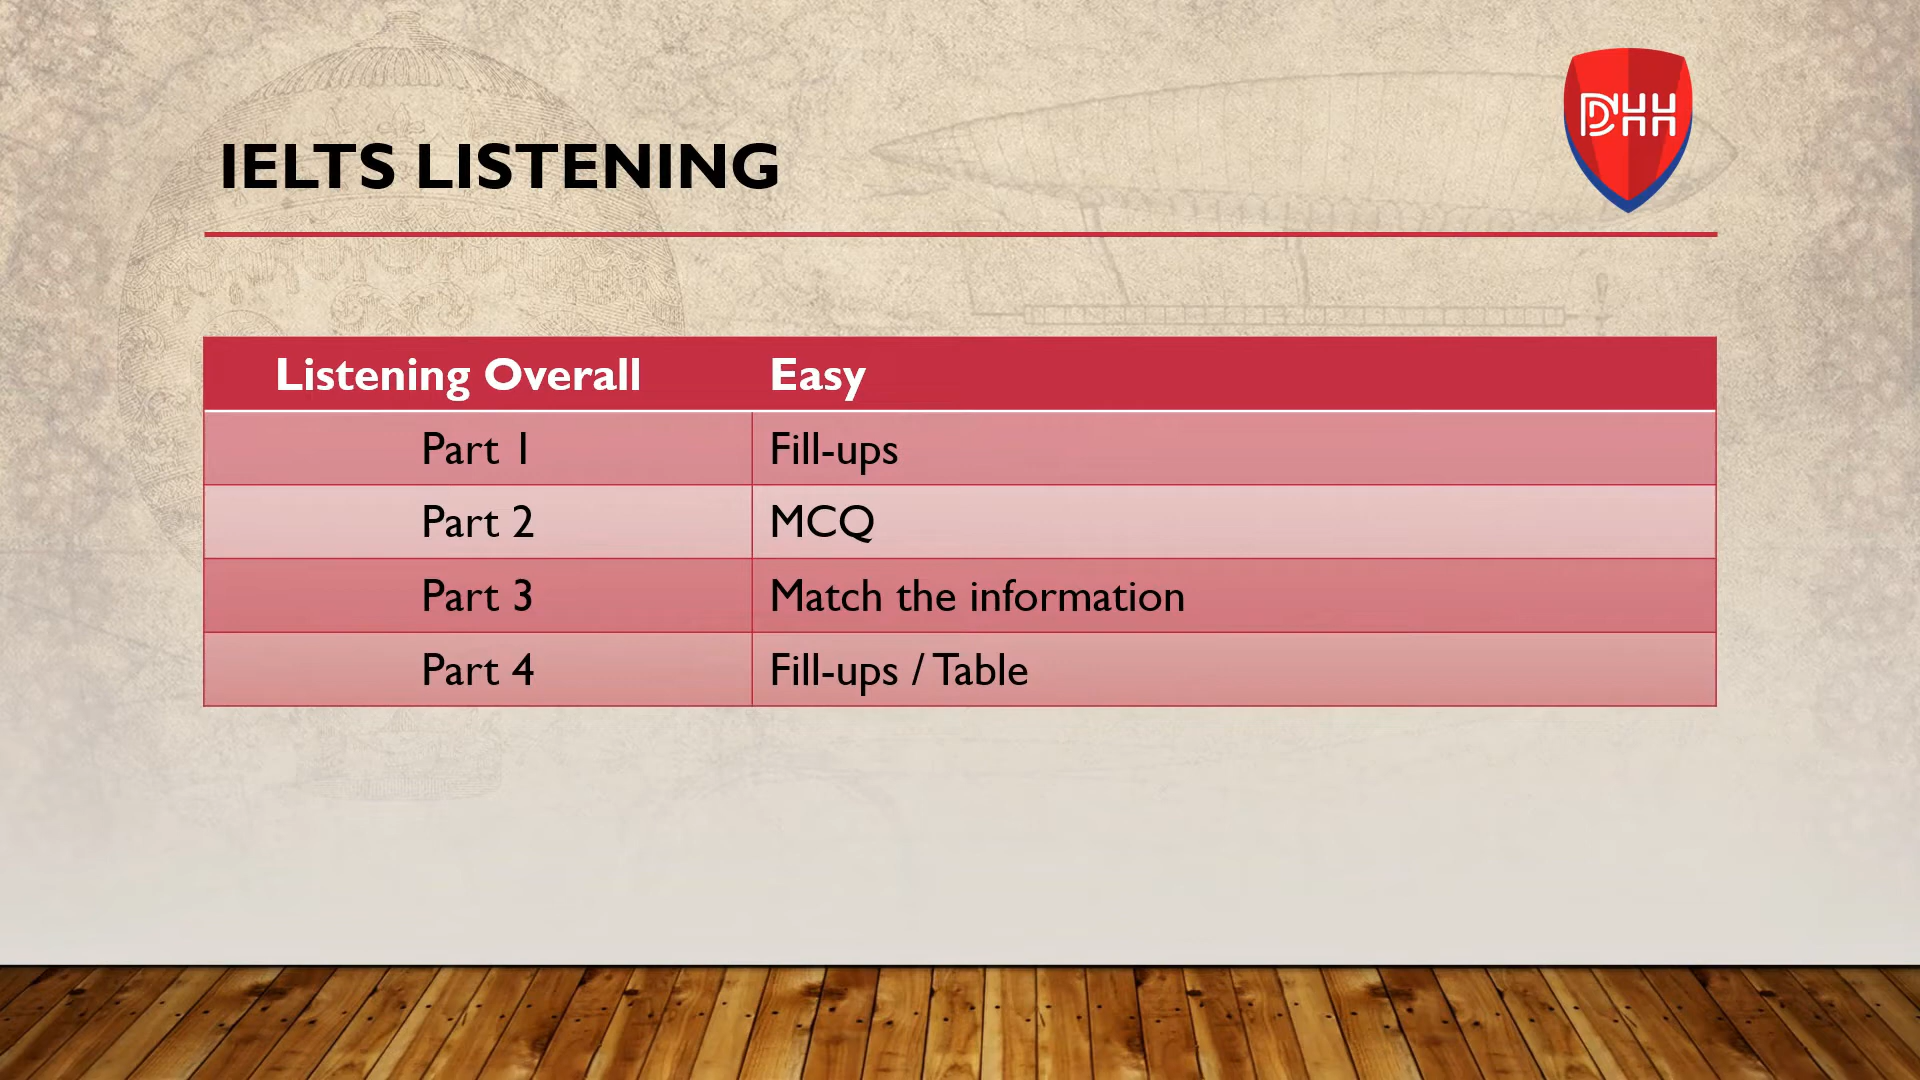 DHH
IELTS LISTENING
Listening Overall Easy
Part 1 Fill-ups
Part 2 MCQ
Part 3 Match the information
Part 4 Fill-ups / Table